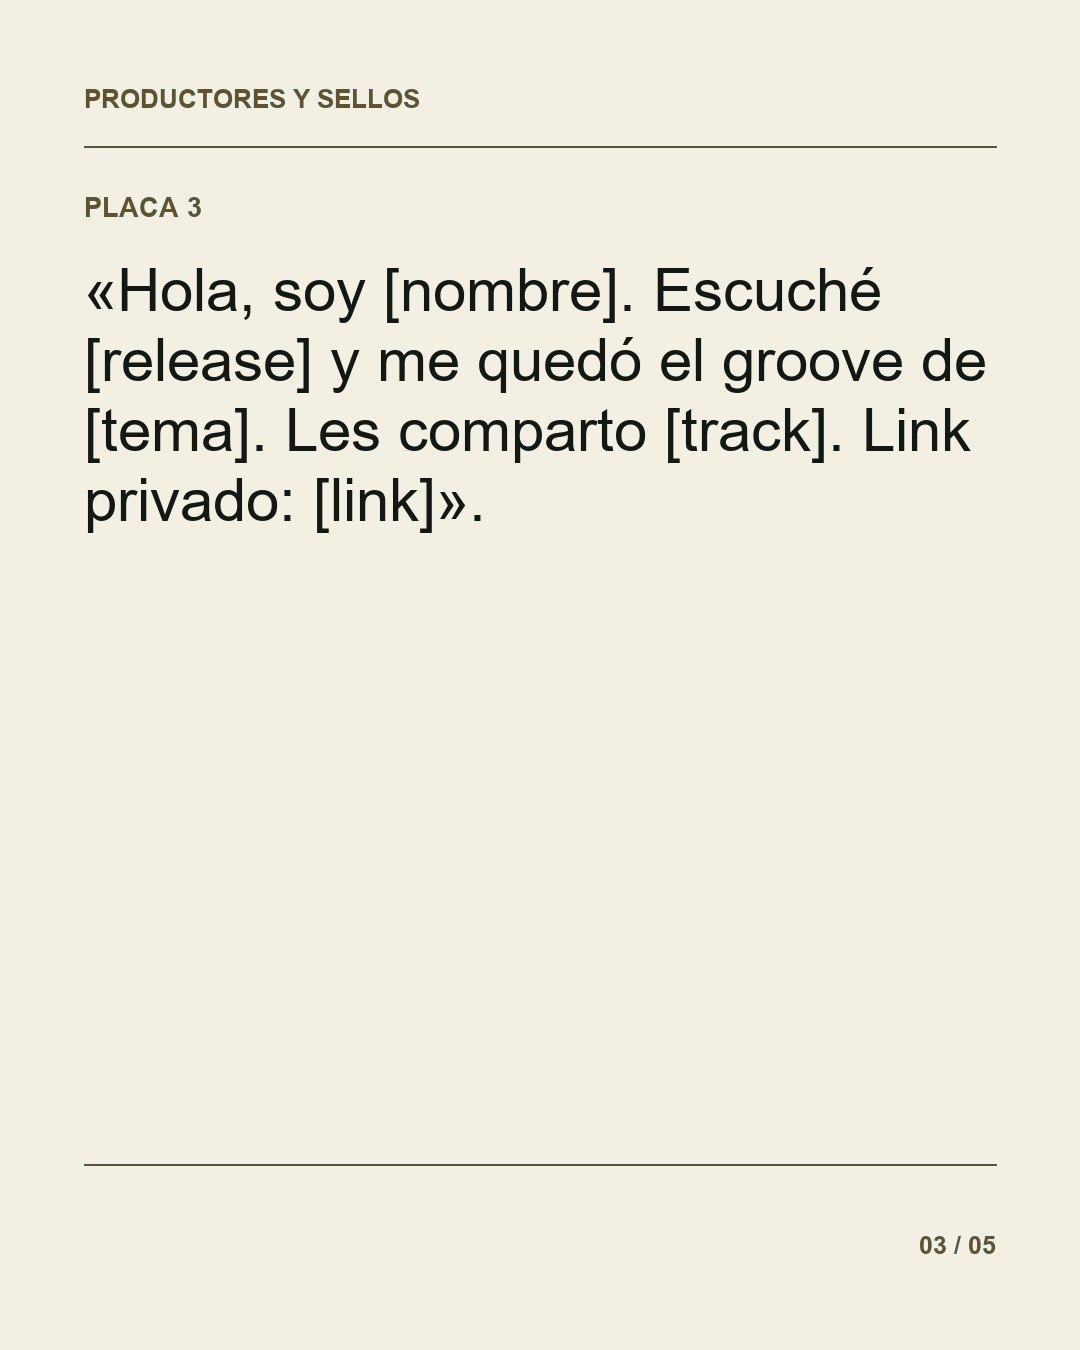 PRODUCTORES Y SELLOS
PLACA 3
«Hola, soy [nombre]. Escuché
[release] y me quedó el groove de
[tema]. Les comparto [track]. Link
privado: [link]».
03 / 05